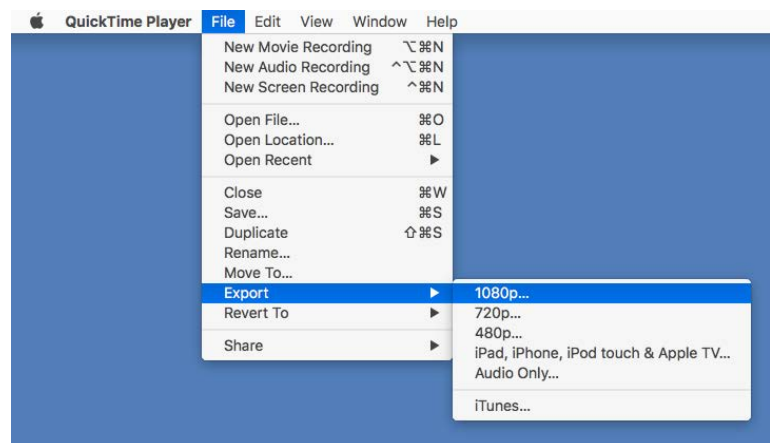 QuickTime Player File Edit View Window Help
New Movie Recording ⌥⌘N
New Audio Recording ^⌥⌘N
New Screen Recording ^⌘N
Open File... ⌘O
Open Location... ⌘L
Open Recent ▶
Close ⌘W
Save... ⌘S
Duplicate ⇧⌘S
Rename...
Move To...
Export ▶
Revert To ▶
Share ▶
1080p...
720p...
480p...
iPad, iPhone, iPod touch & Apple TV...
Audio Only...
iTunes...